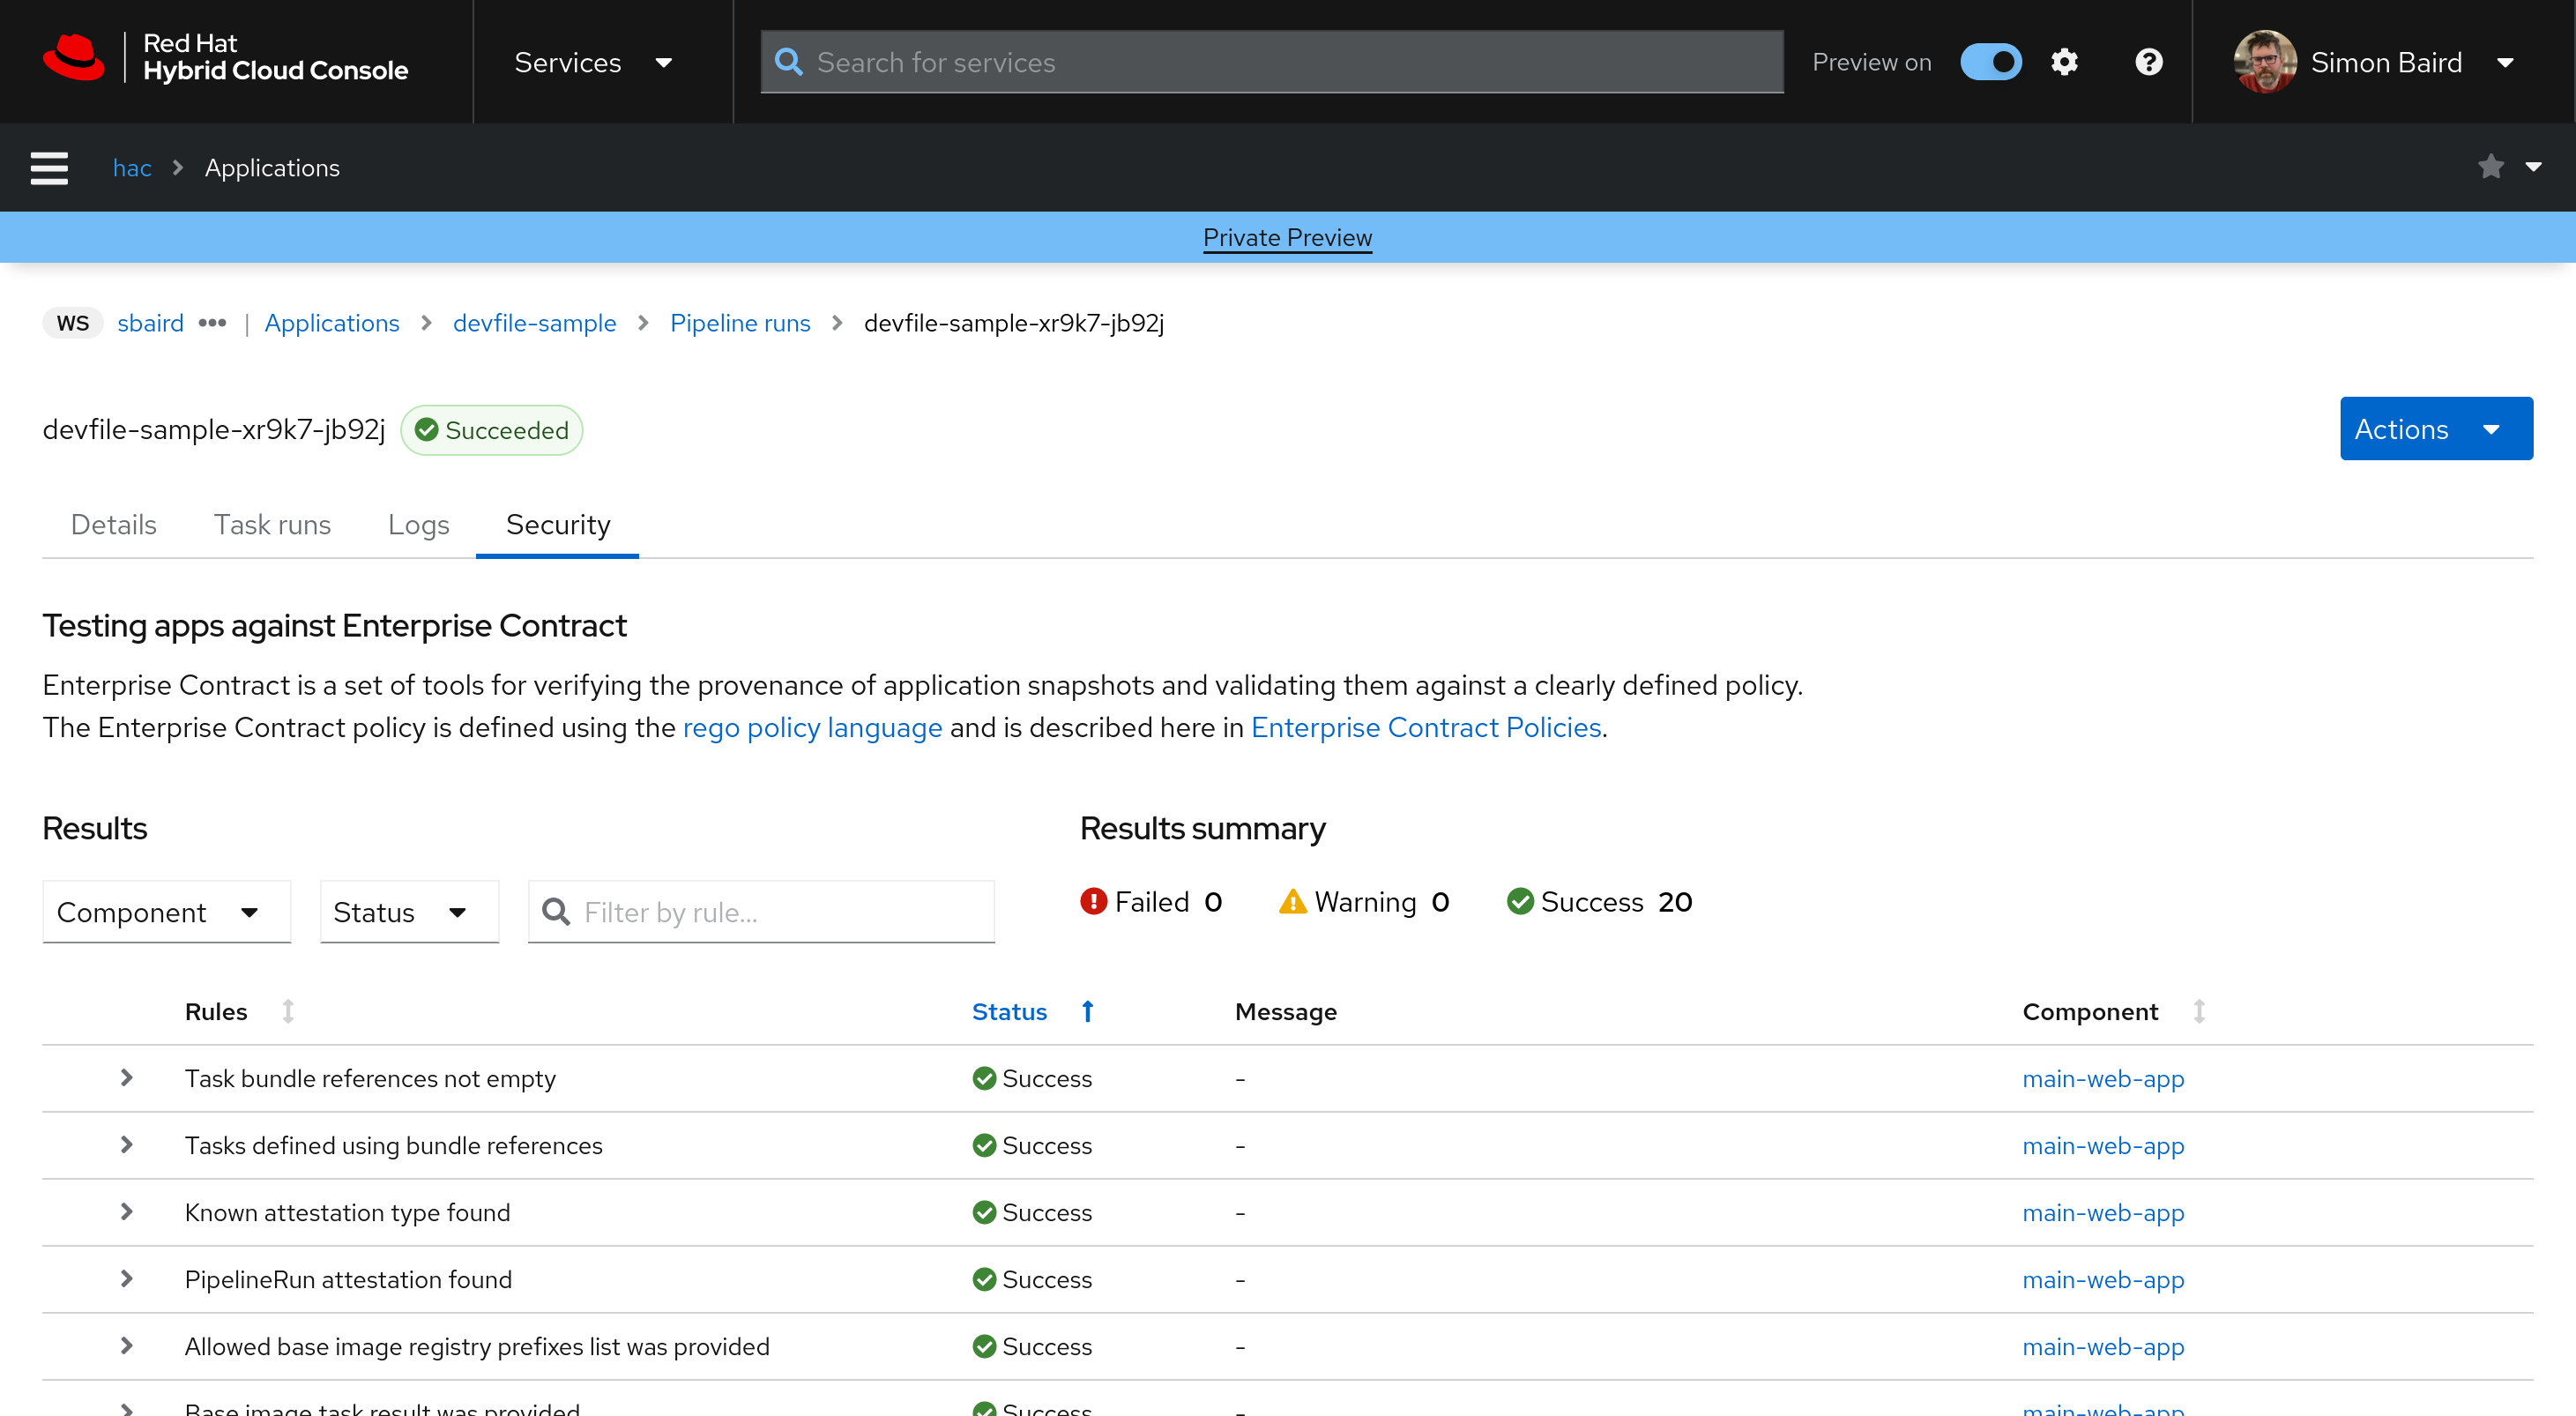 Red Hat
Hybrid Cloud Console
Services
Search for services
Preview on
Simon Baird
hac > Applications
Private Preview
WS sbaird ••• | Applications > devfile-sample > Pipeline runs > devfile-sample-xr9k7-jb92j
devfile-sample-xr9k7-jb92j Succeeded
Actions
Details Task runs Logs Security
Testing apps against Enterprise Contract
Enterprise Contract is a set of tools for verifying the provenance of application snapshots and validating them against a clearly defined policy.
The Enterprise Contract policy is defined using the rego policy language and is described here in Enterprise Contract Policies.
Results
Component Status Filter by rule...
Results summary
Failed 0 Warning 0 Success 20
Rules Status Message Component
Task bundle references not empty Success - main-web-app
Tasks defined using bundle references Success - main-web-app
Known attestation type found Success - main-web-app
PipelineRun attestation found Success - main-web-app
Allowed base image registry prefixes list was provided Success - main-web-app
Base image task result was provided Success - main-web-app